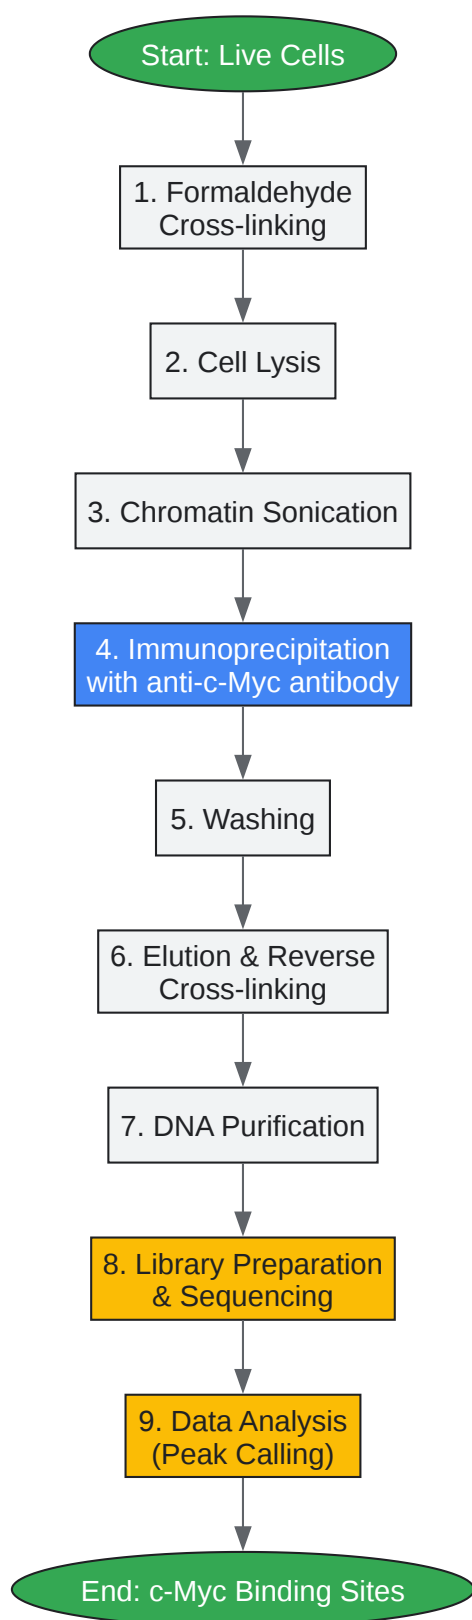 Start: Live Cells
1. Formaldehyde
Cross-linking
2. Cell Lysis
3. Chromatin Sonication
4. Immunoprecipitation
with anti-c-Myc antibody
5. Washing
6. Elution & Reverse
Cross-linking
7. DNA Purification
8. Library Preparation
& Sequencing
9. Data Analysis
(Peak Calling)
End: c-Myc Binding Sites